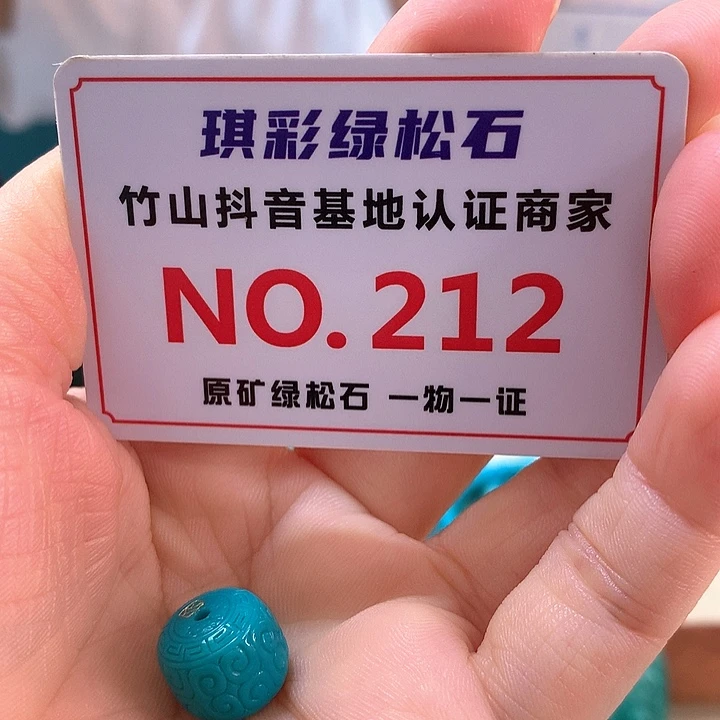 琪彩绿松石
竹山抖音基地认证商家
NO.212
原矿绿松石 一物一证